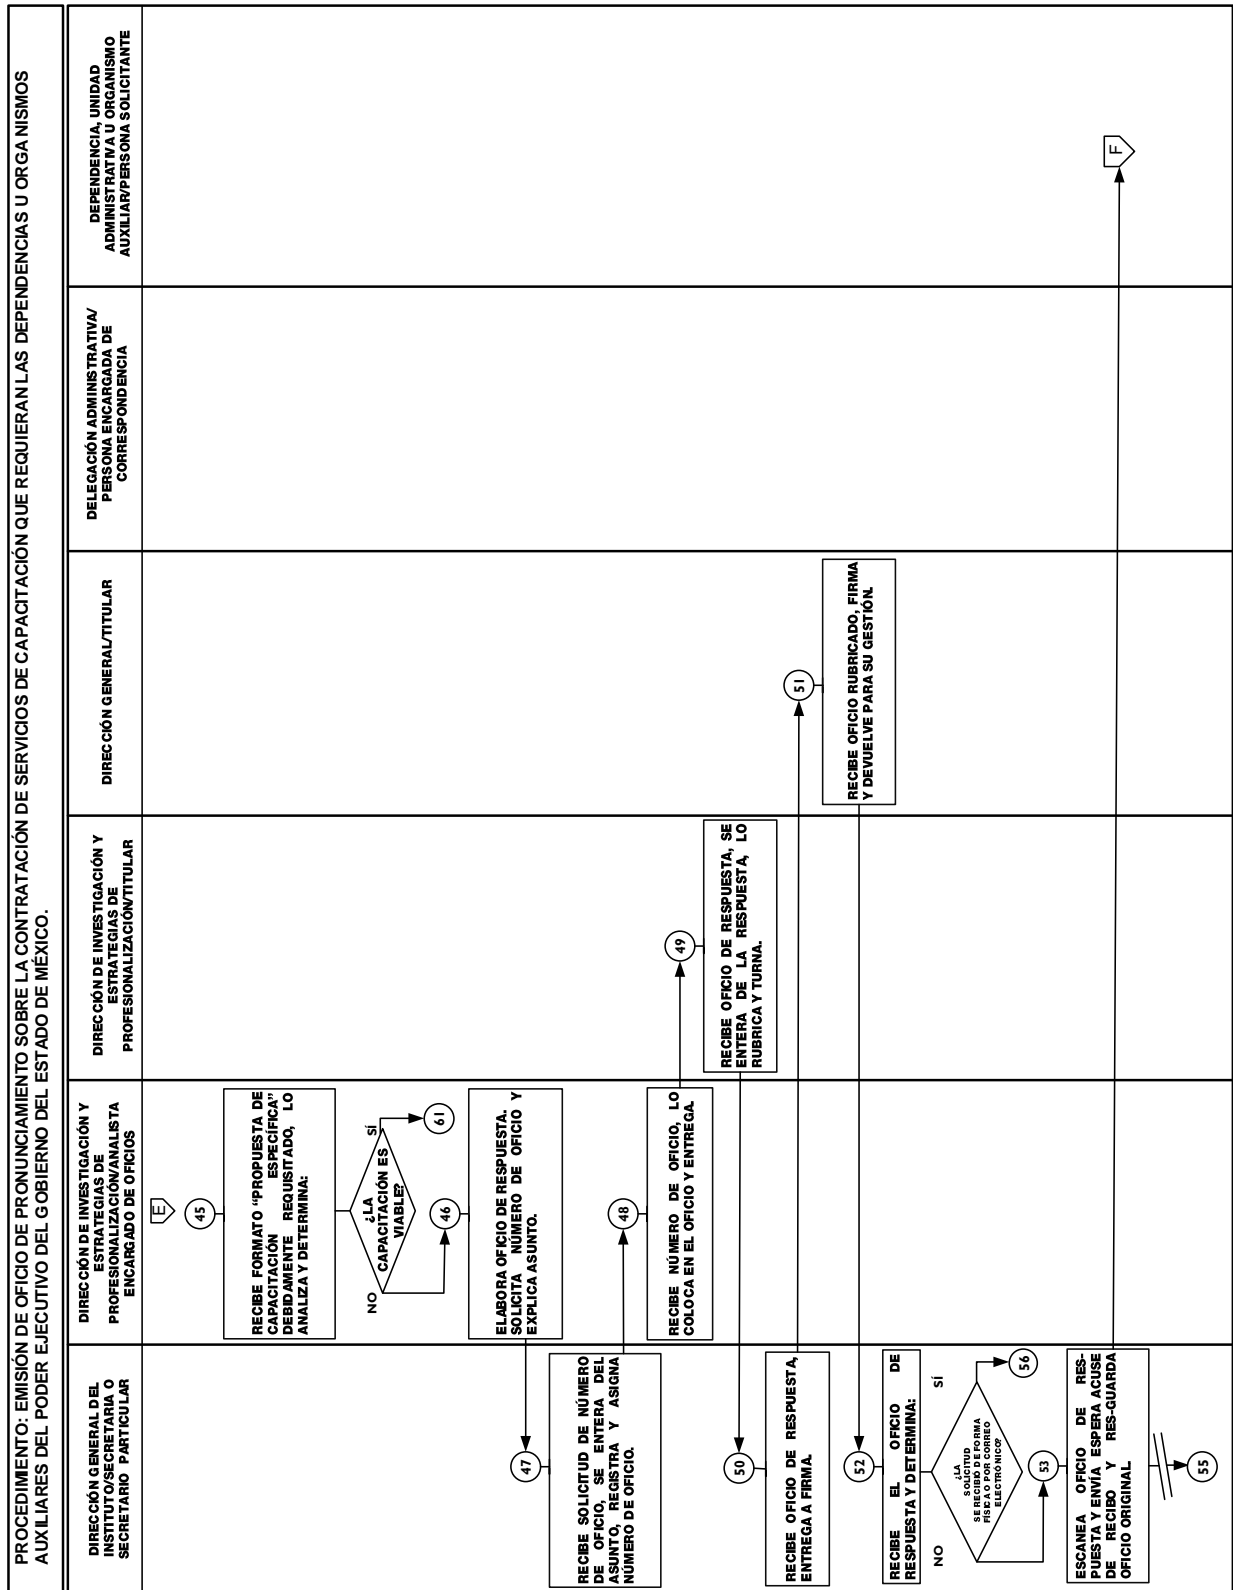 PROCEDIMIENTO: EMISIÓN DE OFICIO DE PRONUNCIAMIENTO SOBRE LA CONTRATACIÓN DE SERVICIOS DE CAPACITACIÓN QUE REQUIERAN LAS DEPENDENCIAS U ORGANISMOS
AUXILIARES DEL PODER EJECUTIVO DEL GOBIERNO DEL ESTADO DE MÉXICO.
DIRECCIÓN GENERAL DEL
INSTITUTO/SECRETARIA O
SECRETARIO PARTICULAR
DIRECCIÓN DE INVESTIGACIÓN Y
ESTRATEGIAS DE
PROFESIONALIZACIÓN/ANALISTA
ENCARGADO DE OFICIOS
DIRECCIÓN DE INVESTIGACIÓN Y
ESTRATEGIAS DE
PROFESIONALIZACIÓN/TITULAR
DIRECCIÓN GENERAL/TITULAR
DELEGACIÓN ADMINISTRATIVA/
PERSONA ENCARGADA DE
CORRESPONDENCIA
DEPENDENCIA, UNIDAD
ADMINISTRATIVA U ORGANISMO
AUXILIAR/PERSONA SOLICITANTE
E
45
RECIBE FORMATO “PROPUESTA DE
CAPACITACIÓN ESPECÍFICA”
DEBIDAMENTE REQUISITADO, LO
ANALIZA Y DETERMINA:
¿LA
CAPACITACIÓN ES
VIABLE?
NO
SÍ
61
46
ELABORA OFICIO DE RESPUESTA.
SOLICITA NÚMERO DE OFICIO Y
EXPLICA ASUNTO.
47
RECIBE SOLICITUD DE NÚMERO
DE OFICIO, SE ENTERA DEL
ASUNTO, REGISTRA Y ASIGNA
NÚMERO DE OFICIO.
48
RECIBE NÚMERO DE OFICIO, LO
COLOCA EN EL OFICIO Y ENTREGA.
49
RECIBE OFICIO DE RESPUESTA, SE
ENTERA DE LA RESPUESTA, LO
RUBRICA Y TURNA.
50
RECIBE OFICIO DE RESPUESTA,
ENTREGA A FIRMA.
51
RECIBE OFICIO RUBRICADO, FIRMA
Y DEVUELVE PARA SU GESTIÓN.
52
RECIBE EL OFICIO DE
RESPUESTA Y DETERMINA:
¿LA
SOLICITUD
SE RECIBIÓ DE FORMA
FÍSICA O POR CORREO
ELECTRÓNICO?
NO
SÍ
56
53
ESCANEA OFICIO DE RES-
PUESTA Y ENVÍA ESPERA ACUSE
DE RECIBO Y RES-GUARDA
OFICIO ORIGINAL.
F
55